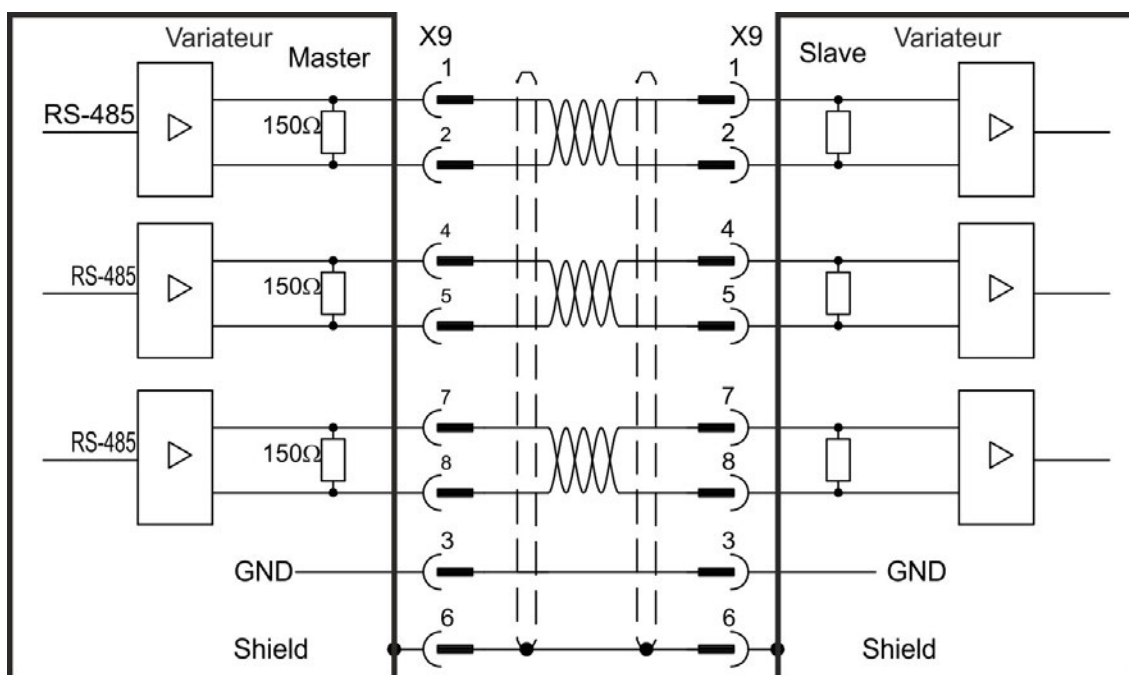 Variateur X9 X9 Variateur
Master Slave
1 1
RS-485 150Ω
2 2
4 4
RS-485 150Ω
5 5
7 7
RS-485 150Ω
8 8
3 3
GND GND
6 6
Shield Shield